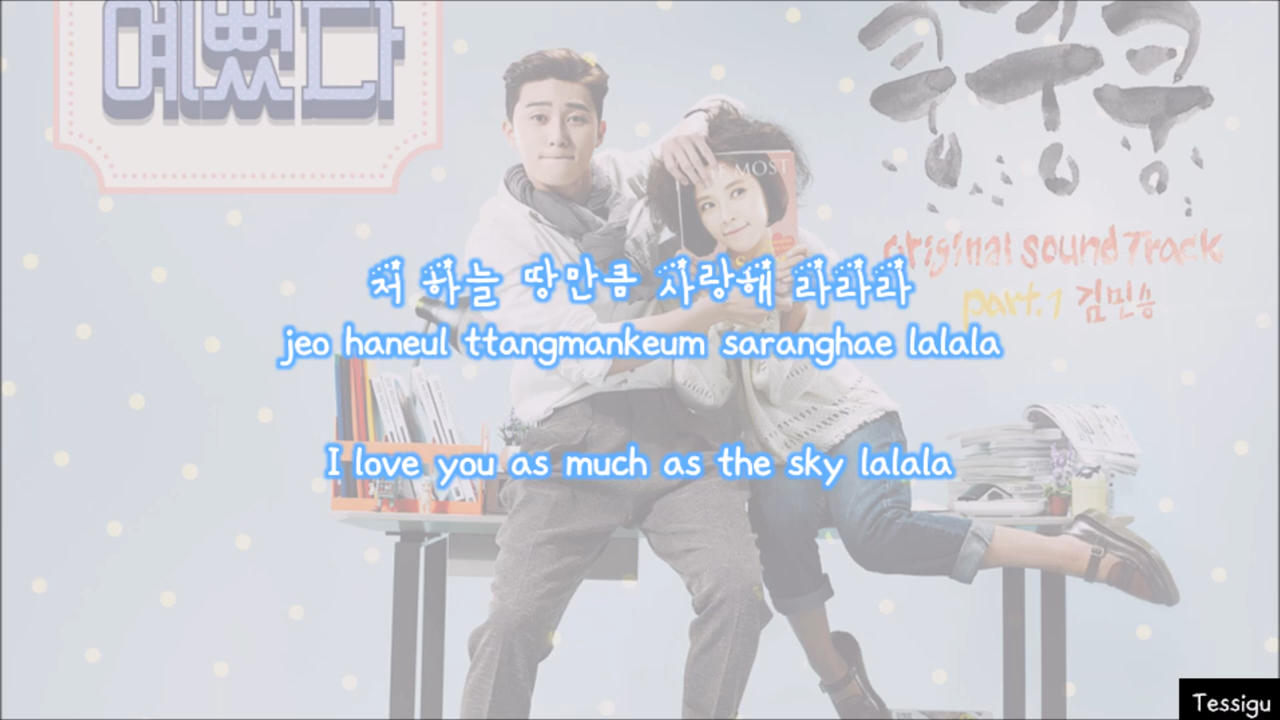 예뻤다
쿵쿵쿵
THE MOST
original sound Track
part.1 김민승
저 하늘 땅만큼 사랑해 라라라
jeo haneul ttangmankeum saranghae lalala
I love you as much as the sky lalala
Tessigu